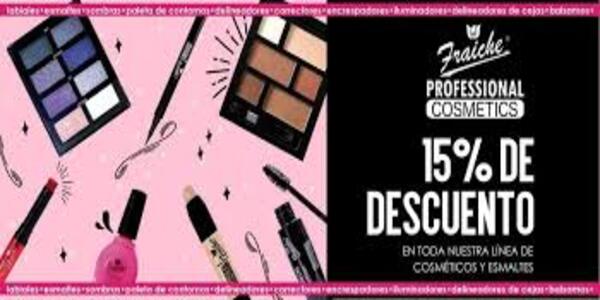 labiales•esmaltes•sombras•paleta de contornos•delineadores•correctores•encrespadores•iluminadores•delineadores de cejas•balsamos•
Fraiche
PROFESSIONAL
COSMETICS
15% DE
DESCUENTO
EN TODA NUESTRA LÍNEA DE
COSMÉTICOS Y ESMALTES
labiales•esmaltes•sombras•paleta de contornos•delineadores•correctores•encrespadores•iluminadores•delineadores de cejas•balsamos•